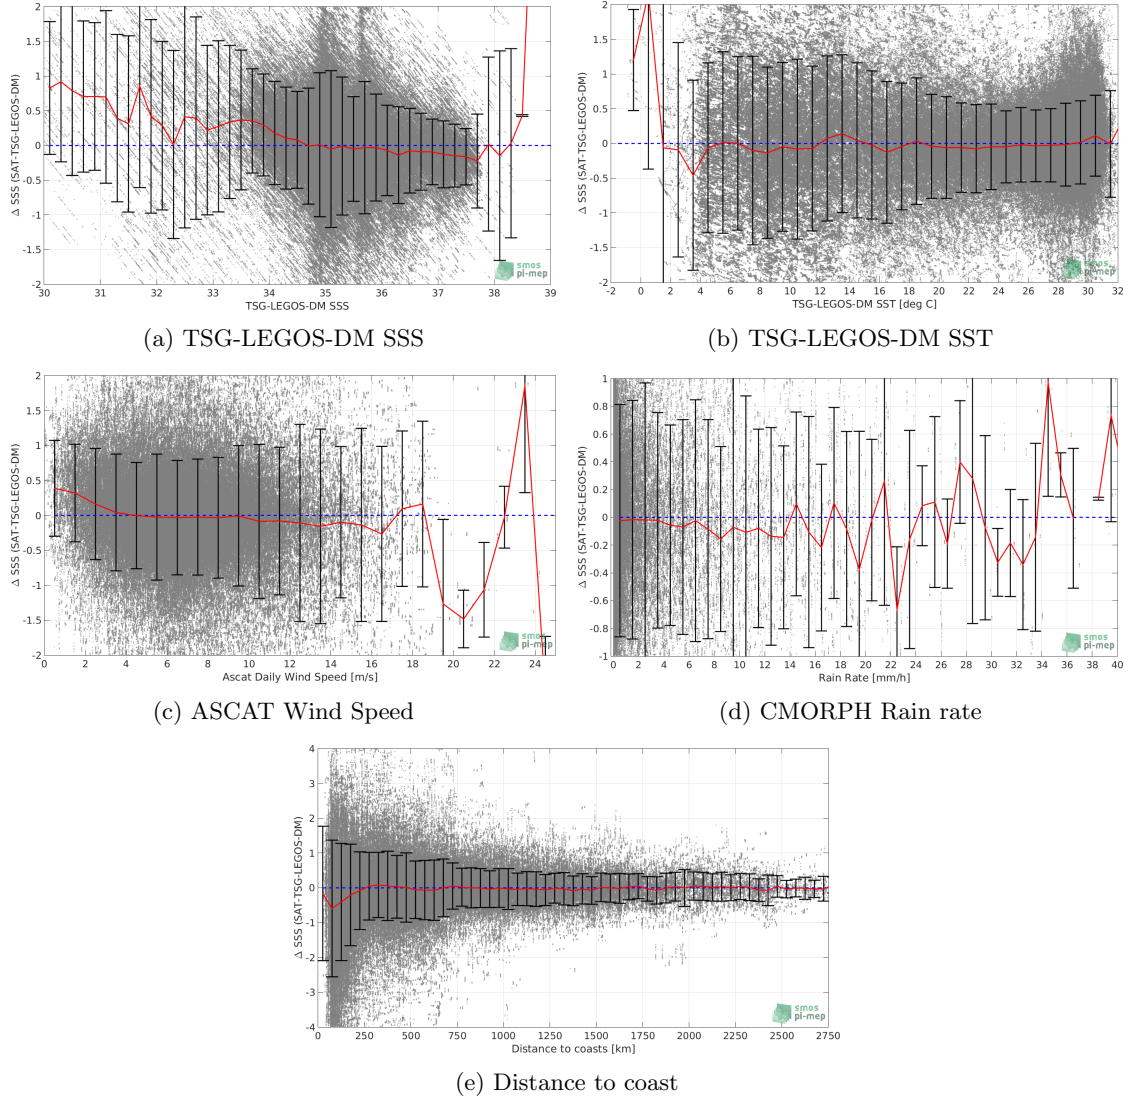 2
1.5
1
0.5
0
-0.5
-1
-1.5
-2
Δ SSS (SAT-TSG-LEGOS-DM)
30 31 32 33 34 35 36 37 38 39
TSG-LEGOS-DM SSS
smos
pi-mep
(a) TSG-LEGOS-DM SSS
2
1.5
1
0.5
0
-0.5
-1
-1.5
-2
Δ SSS (SAT-TSG-LEGOS-DM)
-2 0 2 4 6 8 10 12 14 16 18 20 22 24 26 28 30 32
TSG-LEGOS-DM SST [deg C]
smos
pi-mep
(b) TSG-LEGOS-DM SST
2
1.5
1
0.5
0
-0.5
-1
-1.5
-2
Δ SSS (SAT-TSG-LEGOS-DM)
0 2 4 6 8 10 12 14 16 18 20 22 24
Ascat Daily Wind Speed [m/s]
smos
pi-mep
(c) ASCAT Wind Speed
1
0.8
0.6
0.4
0.2
0
-0.2
-0.4
-0.6
-0.8
-1
Δ SSS (SAT-TSG-LEGOS-DM)
0 2 4 6 8 10 12 14 16 18 20 22 24 26 28 30 32 34 36 38 40
Rain Rate [mm/h]
smos
pi-mep
(d) CMORPH Rain rate
4
3
2
1
0
-1
-2
-3
-4
Δ SSS (SAT-TSG-LEGOS-DM)
0 250 500 750 1000 1250 1500 1750 2000 2250 2500 2750
Distance to coasts [km]
smos
pi-mep
(e) Distance to coast